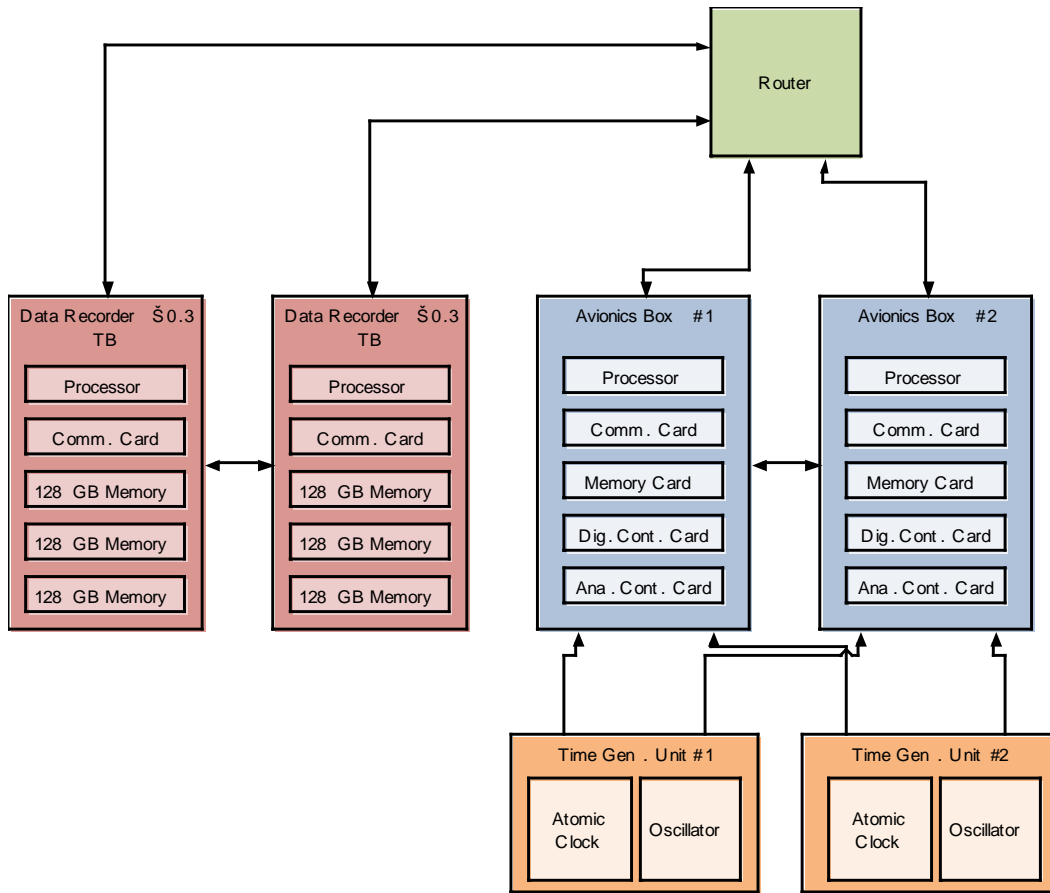 Router
Data Recorder Š0.3
TB
Processor
Comm. Card
128 GB Memory
128 GB Memory
128 GB Memory
Data Recorder Š0.3
TB
Processor
Comm. Card
128 GB Memory
128 GB Memory
128 GB Memory
Avionics Box #1
Processor
Comm. Card
Memory Card
Dig. Cont. Card
Ana. Cont. Card
Avionics Box #2
Processor
Comm. Card
Memory Card
Dig. Cont. Card
Ana. Cont. Card
Time Gen. Unit #1
Atomic
Clock
Oscillator
Time Gen. Unit #2
Atomic
Clock
Oscillator